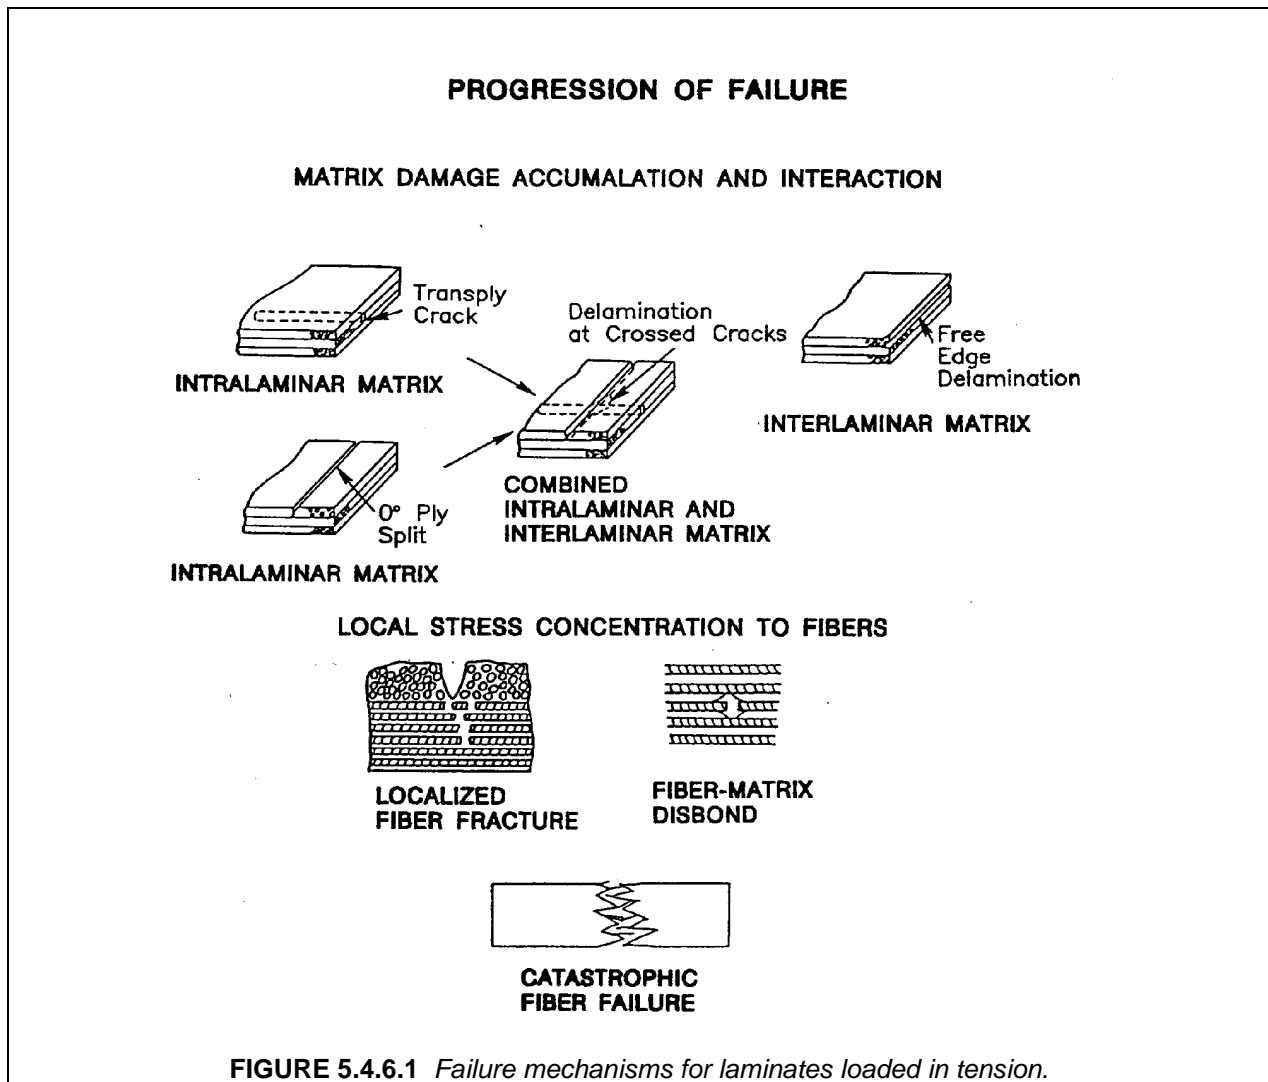 PROGRESSION OF FAILURE
MATRIX DAMAGE ACCUMALATION AND INTERACTION
Transply
Crack
INTRALAMINAR MATRIX
Delamination
at Crossed Cracks
Free
Edge
Delamination
INTERLAMINAR MATRIX
0° Ply
Split
INTRALAMINAR MATRIX
COMBINED
INTRALAMINAR AND
INTERLAMINAR MATRIX
LOCAL STRESS CONCENTRATION TO FIBERS
LOCALIZED
FIBER FRACTURE
FIBER-MATRIX
DISBOND
CATASTROPHIC
FIBER FAILURE
FIGURE 5.4.6.1 Failure mechanisms for laminates loaded in tension.